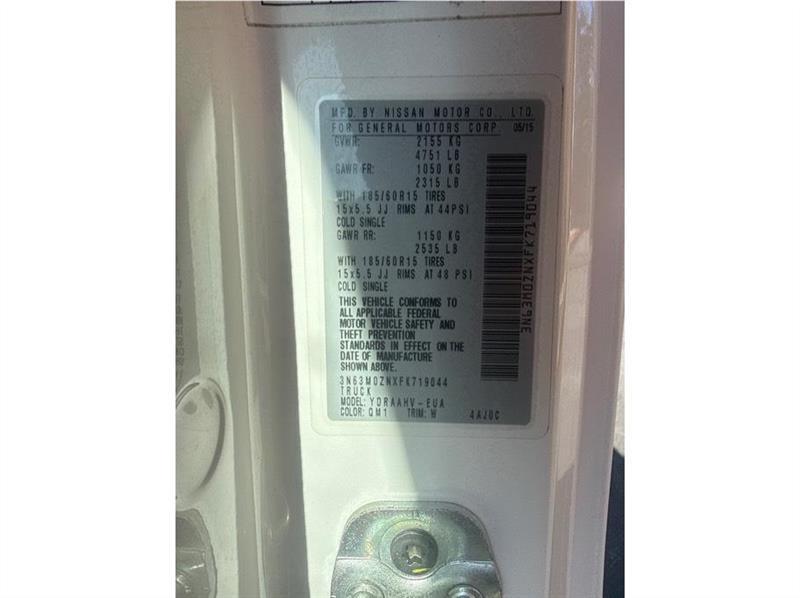 MFD. BY NISSAN MOTOR CO., LTD.
FOR GENERAL MOTORS CORP. 05/15
GVWR: 2155 KG
4751 LB
GAWR FR: 1050 KG
2315 LB
WITH 185/60R15 TIRES
15x5.5 JJ RIMS AT 44PSI
COLD SINGLE
GAWR RR: 1150 KG
2535 LB
WITH 185/60R15 TIRES
15x5.5 JJ RIMS AT 48 PSI
COLD SINGLE
THIS VEHICLE CONFORMS TO
ALL APPLICABLE FEDERAL
MOTOR VEHICLE SAFETY AND
THEFT PREVENTION
STANDARDS IN EFFECT ON THE
DATE OF MANUFACTURE
SHOWN ABOVE.
3N63M0ZNXFK719044
TRUCK
MODEL: YDRAAHV-EUA
COLOR: QM1 TRIM: W 4AJ0C
3N63M0ZNXFK719044